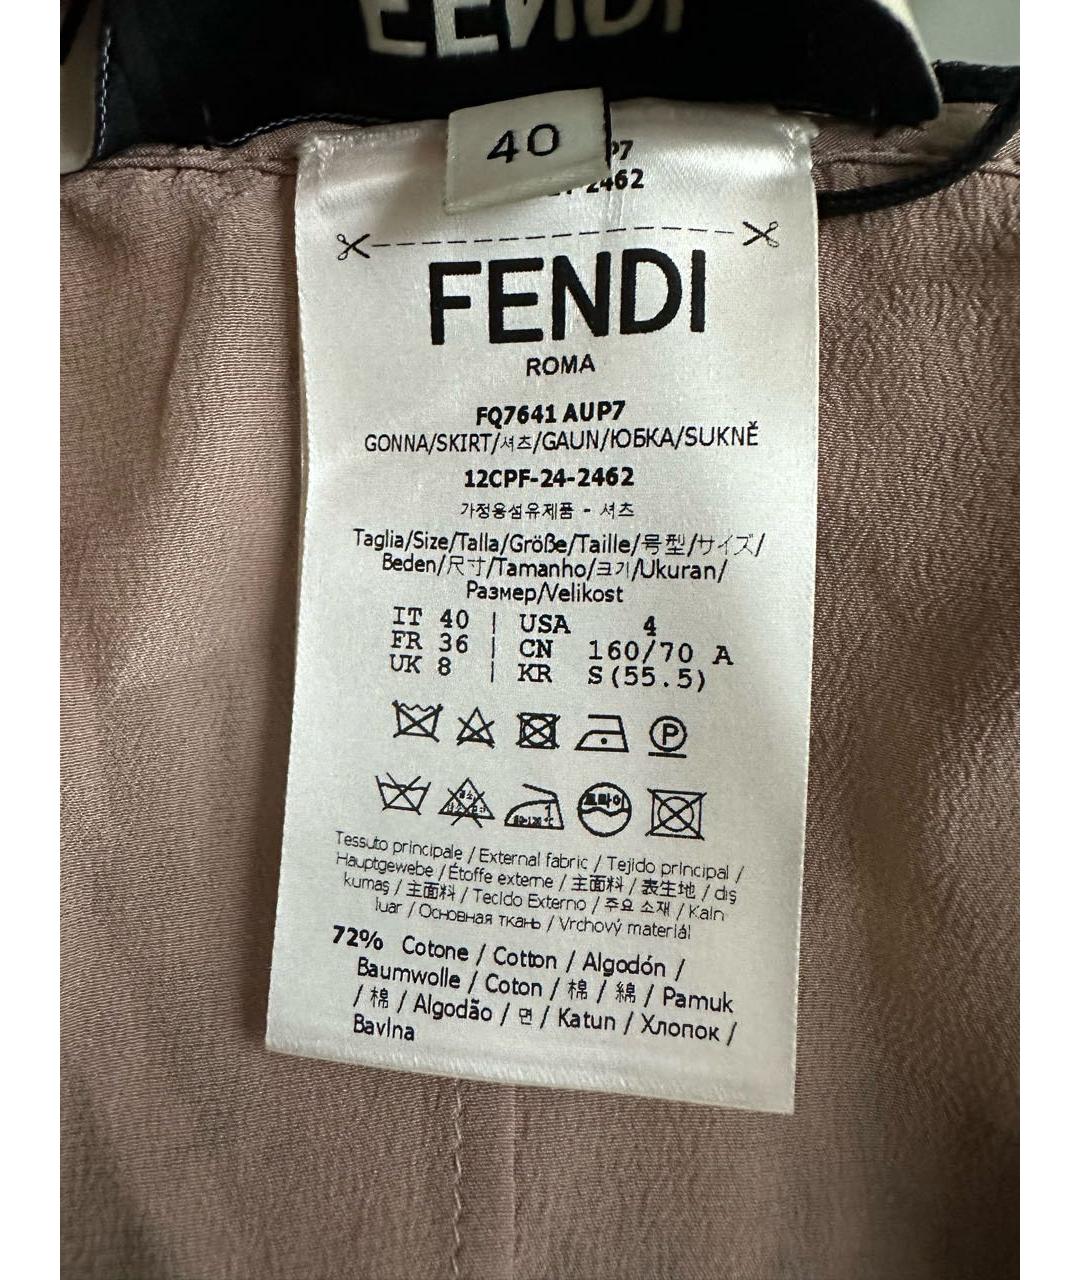 FENDI
40
P7
2462
FENDI
ROMA
FQ7641 AUP7
GONNA/SKIRT/셔츠/GAUN/ЮБКА/SUKNĚ
12CPF-24-2462
가정용섬유제품 - 셔츠
Taglia/Size/Talla/Größe/Taille/号型/サイズ/
Beden/尺寸/Tamanho/크기/Ukuran/
Размер/Velikost
IT 40 | USA 4
FR 36 | CN 160/70 A
UK 8 | KR S(55.5)
P
Tessuto principale / External fabric / Tejido principal /
Hauptgewebe / Étoffe externe / 主面料 / 表生地 / dış
kumaş / 主面料 / Tecido Externo / 주요 소재 / Kain
luar / Основная ткань / Vrchový materiál
72% Cotone / Cotton / Algodón /
Baumwolle / Coton / 棉 / 綿 / Pamuk
/ 棉 / Algodão / 면 / Katun / Хлопок /
Bavlna